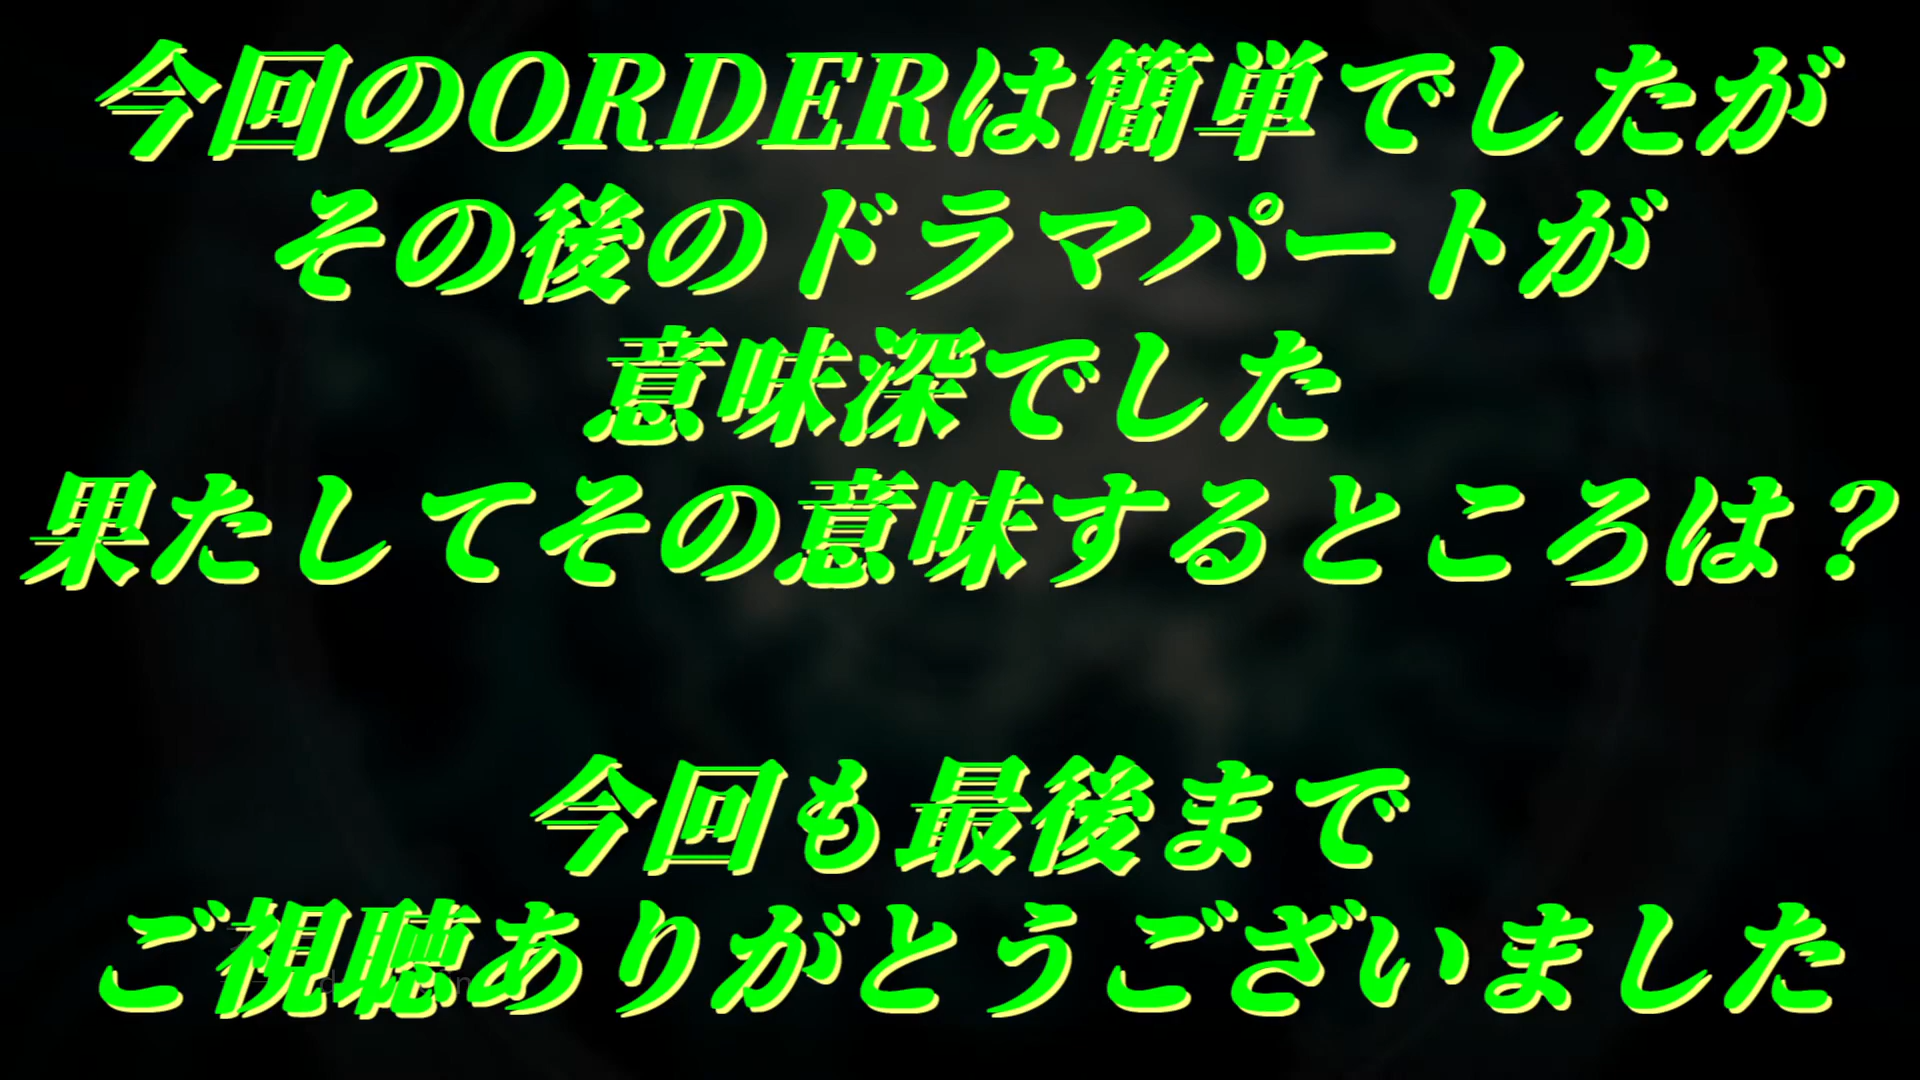 今回のORDERは簡単でしたが
その後のドラマパートが
意味深でした
果たしてその意味するところは？
今回も最後まで
ご視聴ありがとうございました